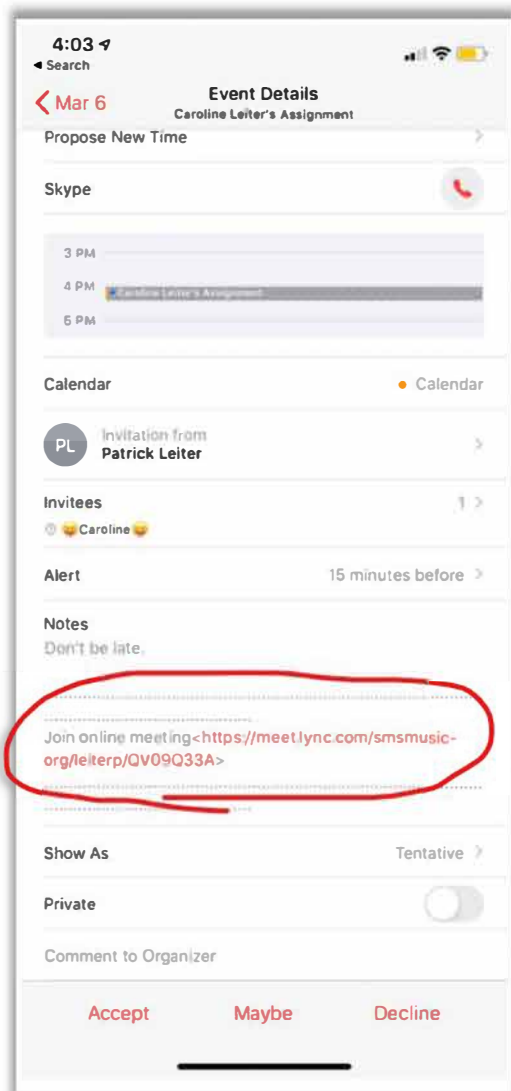 4:03
Search
Mar 6
Event Details
Caroline Leiter's Assignment
Propose New Time
Skype
3 PM
4 PM
Caroline Leiter's Assignment
5 PM
Calendar
Calendar
PL
Invitation from
Patrick Leiter
Invitees
1
Caroline
Alert
15 minutes before
Notes
Don't be late.
Join online meeting<https://meet.lync.com/smsmusic-
org/leiterp/QV09Q33A>
Show As
Tentative
Private
Comment to Organizer
Accept
Maybe
Decline